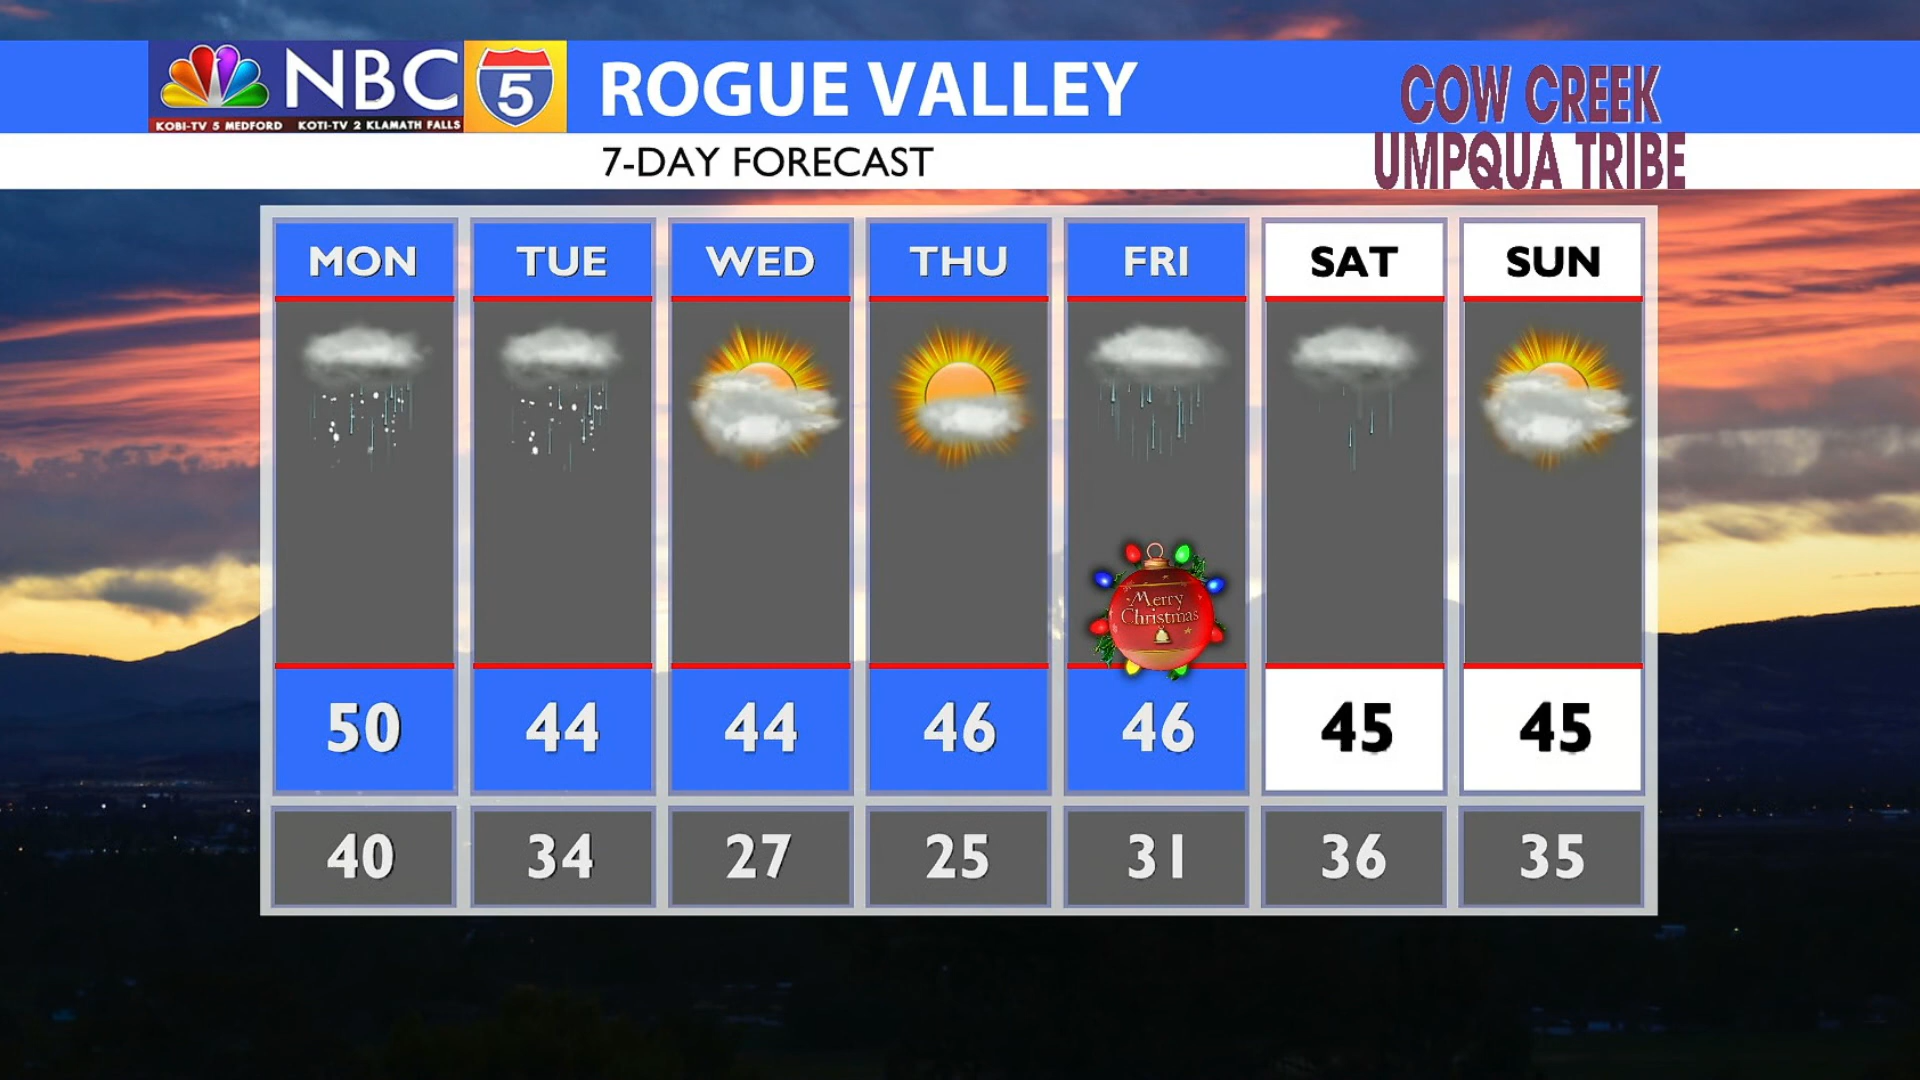 NBC 5
KOBI-TV 5 MEDFORD KOTI-TV 2 KLAMATH FALLS
ROGUE VALLEY
7-DAY FORECAST
COW CREEK
UMPQUA TRIBE
MON TUE WED THU FRI SAT SUN
Merry
Christmas
50 44 44 46 46 45 45
40 34 27 25 31 36 35